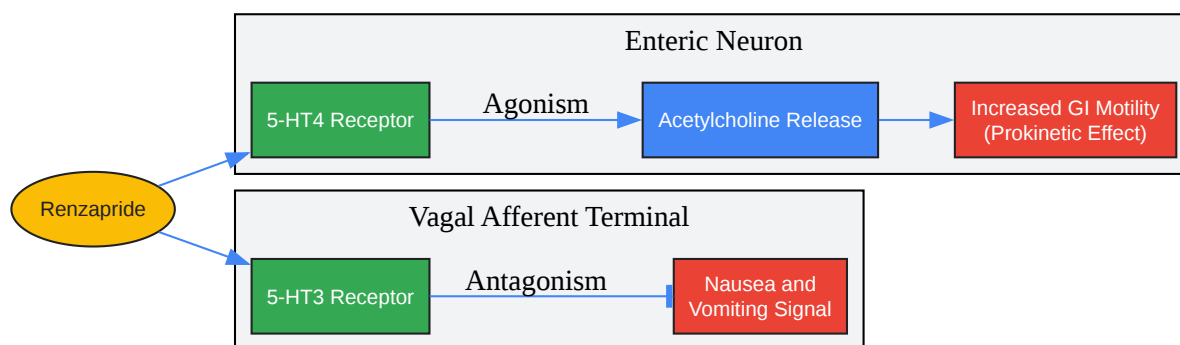 Enteric Neuron
5-HT4 Receptor
Agonism
Acetylcholine Release
Increased GI Motility
(Prokinetic Effect)
Renzapride
Vagal Afferent Terminal
5-HT3 Receptor
Antagonism
Nausea and
Vomiting Signal